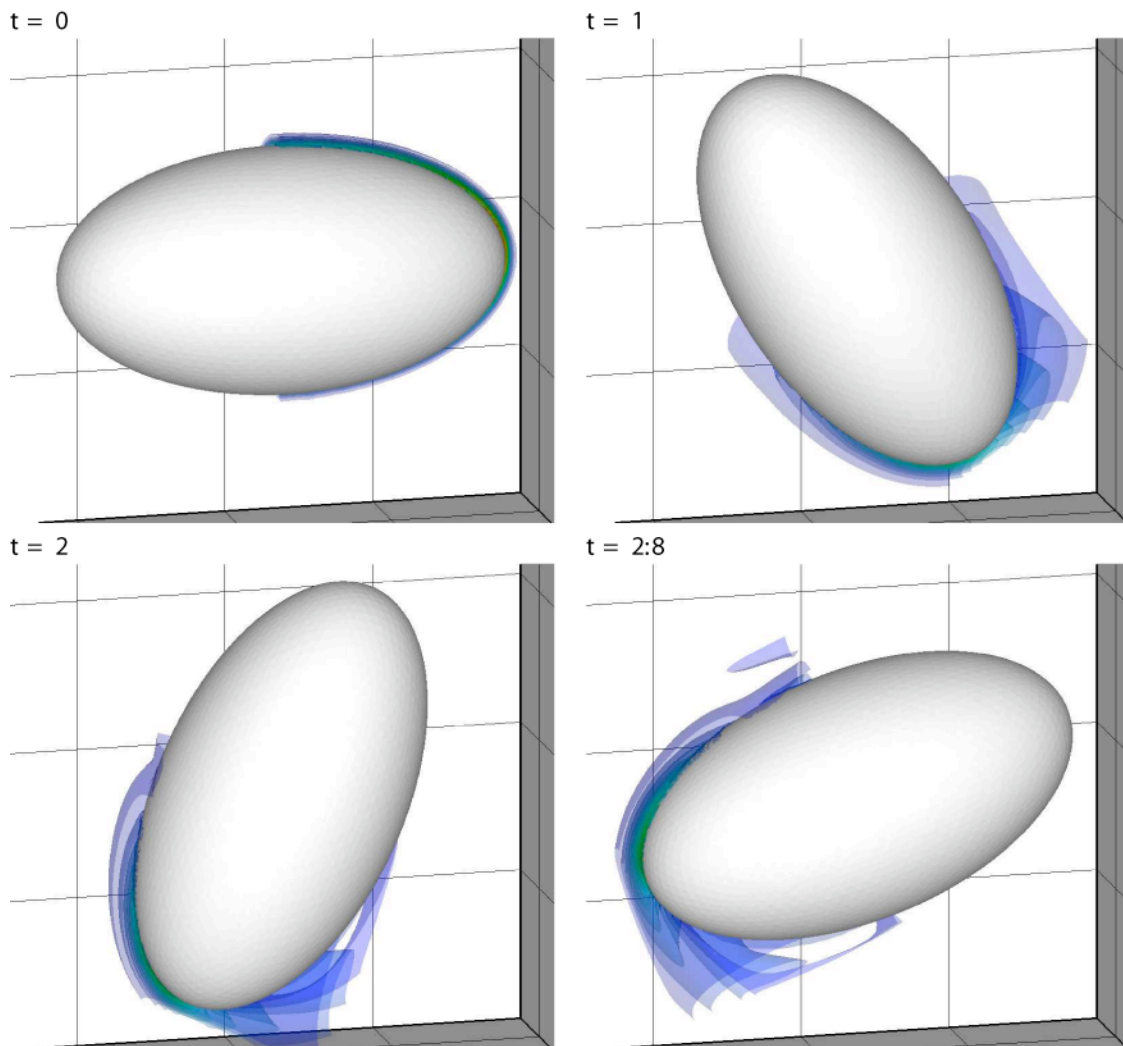 t = 0
t = 1
t = 2
t = 2:8